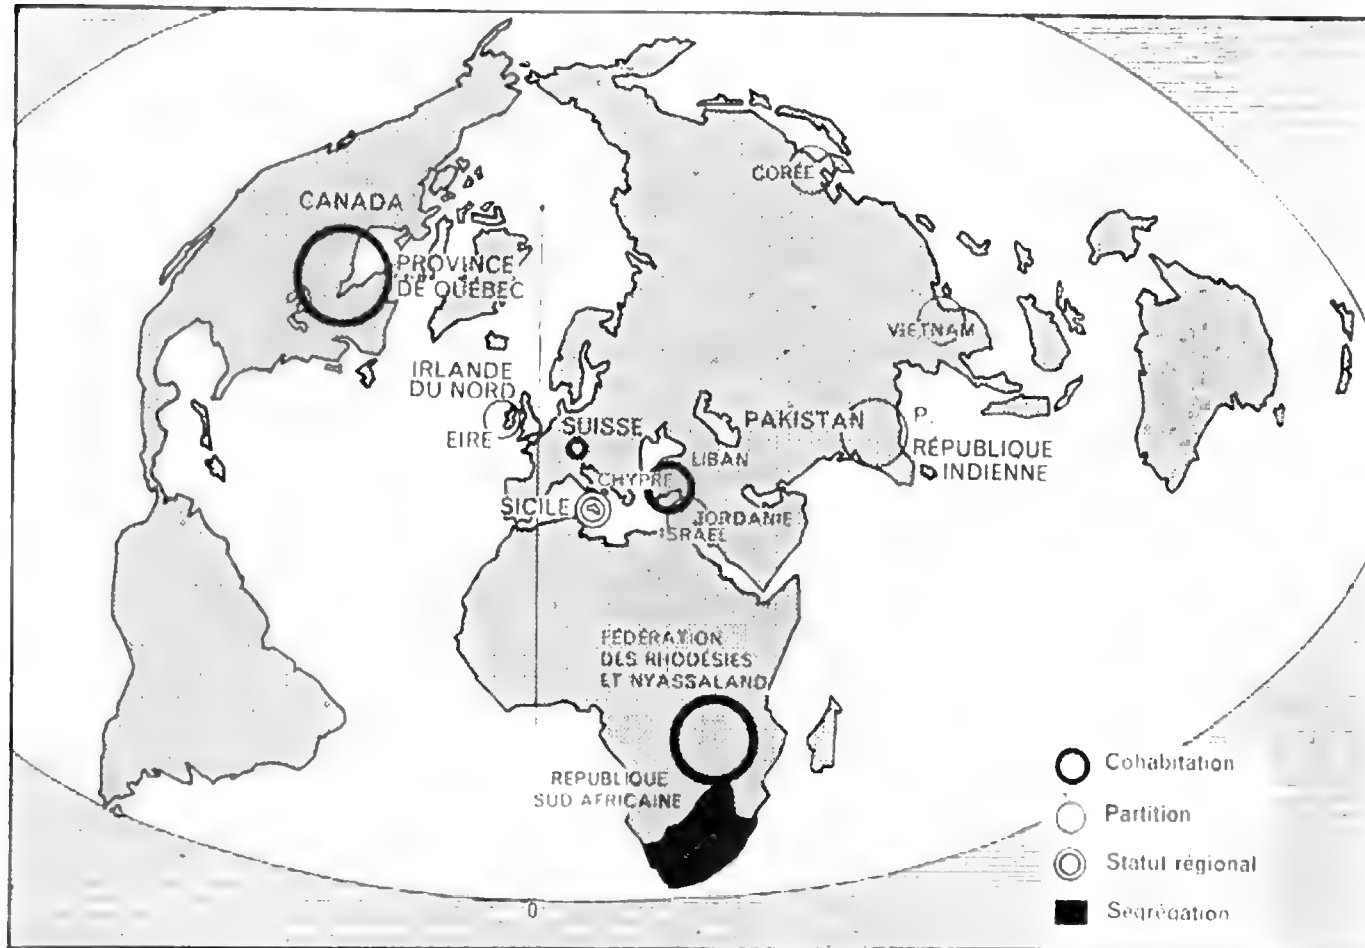 CORÉE
CANADA
PROVINCE
DE QUÉBEC
VIETNAM
IRLANDE
DU NORD
EIRE
SUISSE
PAKISTAN
P.
RÉPUBLIQUE
INDIENNE
LIBAN
CHYPRE
SICILE
JORDANIE
ISRAEL
FÉDÉRATION
DES RHODÉSIES
ET NYASSALAND
RÉPUBLIQUE
SUD AFRICAINE
Cohabitation
Partition
Statut régional
Ségrégation
0